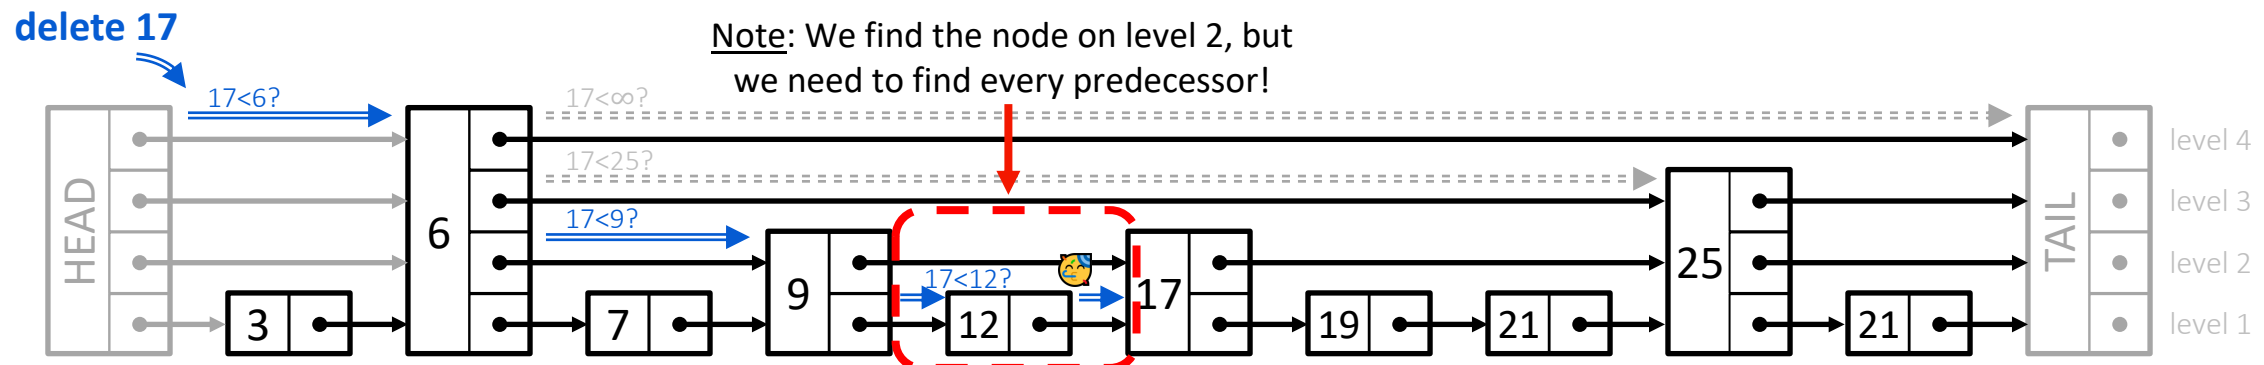 delete 17
Note: We find the node on level 2, but
we need to find every predecessor!
17<6?
17<∞?
17<25?
17<9?
17<12?
HEAD
3
6
7
9
12
17
19
21
25
21
TAIL
level 4
level 3
level 2
level 1